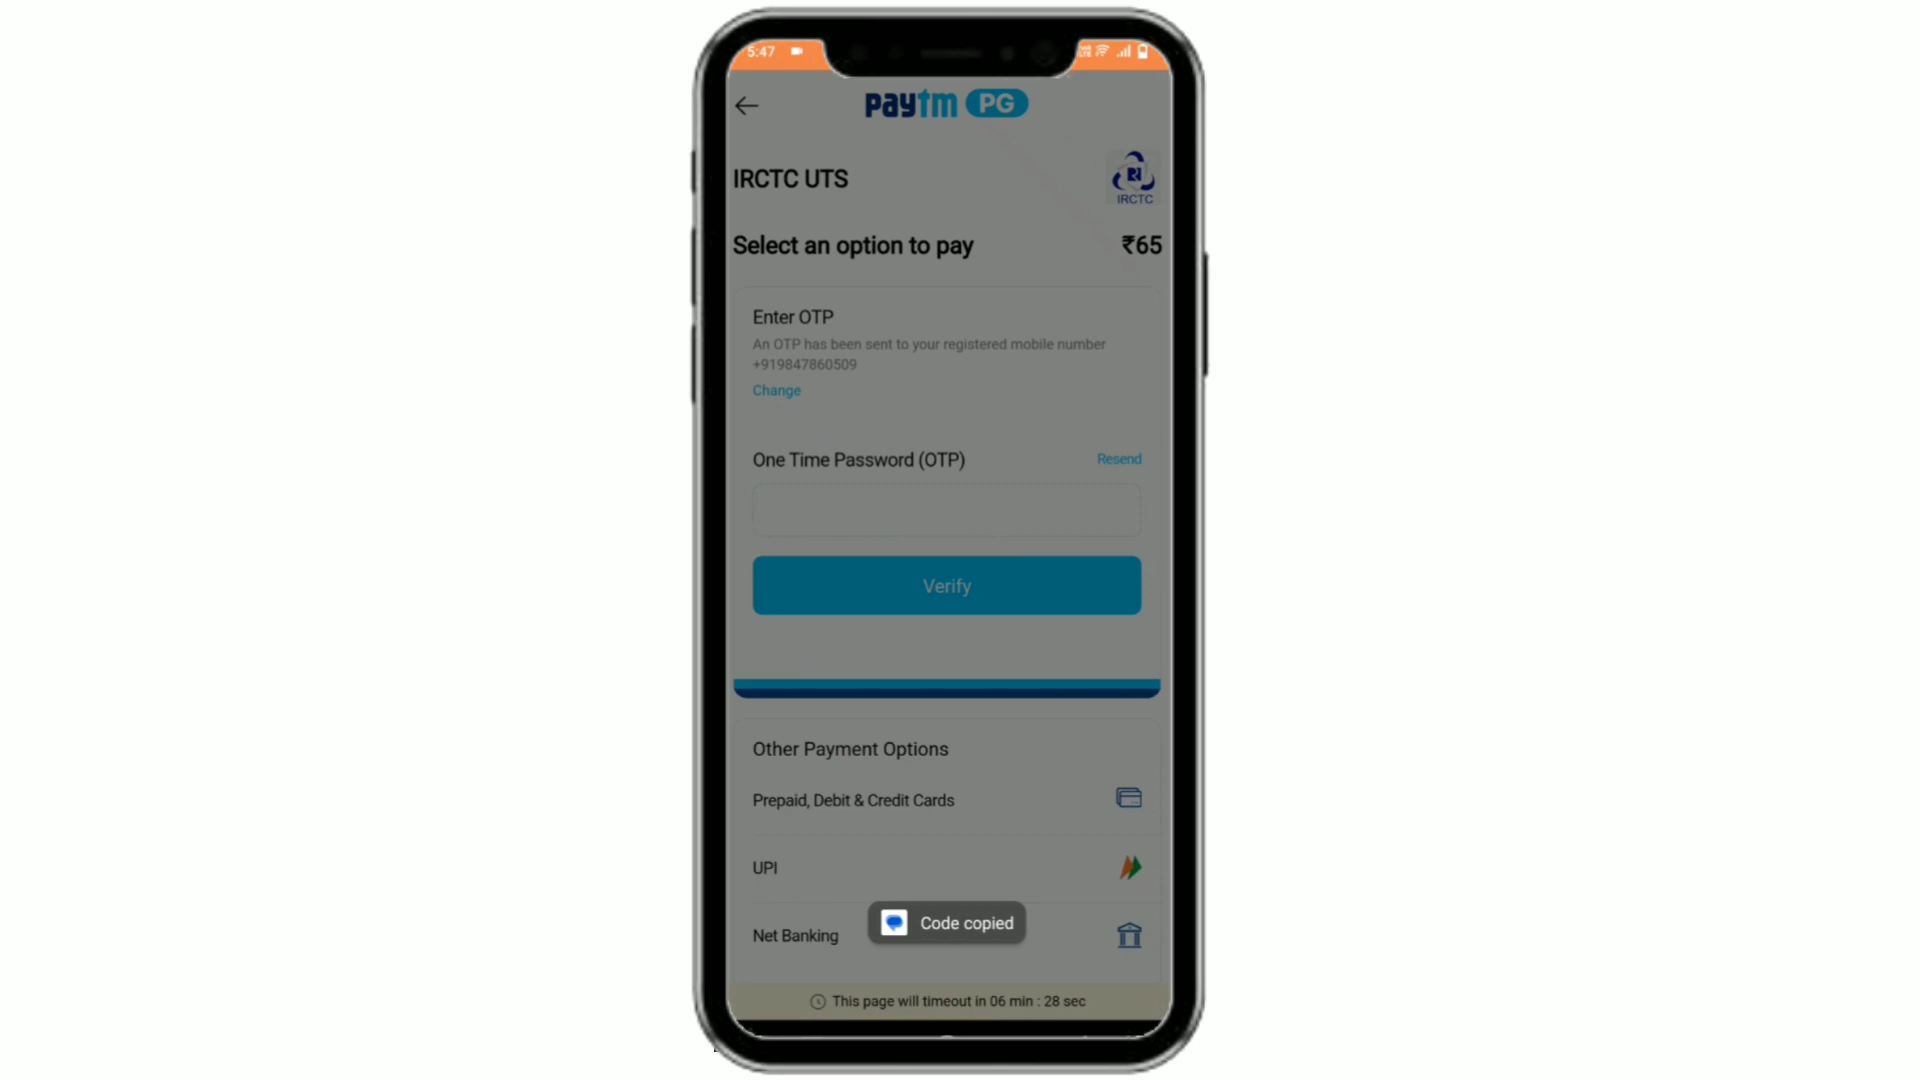 5:47
paytm PG
IRCTC UTS
IRCTC
Select an option to pay
₹65
Enter OTP
An OTP has been sent to your registered mobile number
+919847860509
Change
One Time Password (OTP)
Resend
Verify
Other Payment Options
Prepaid, Debit & Credit Cards
UPI
Net Banking
Code copied
This page will timeout in 06 min : 28 sec